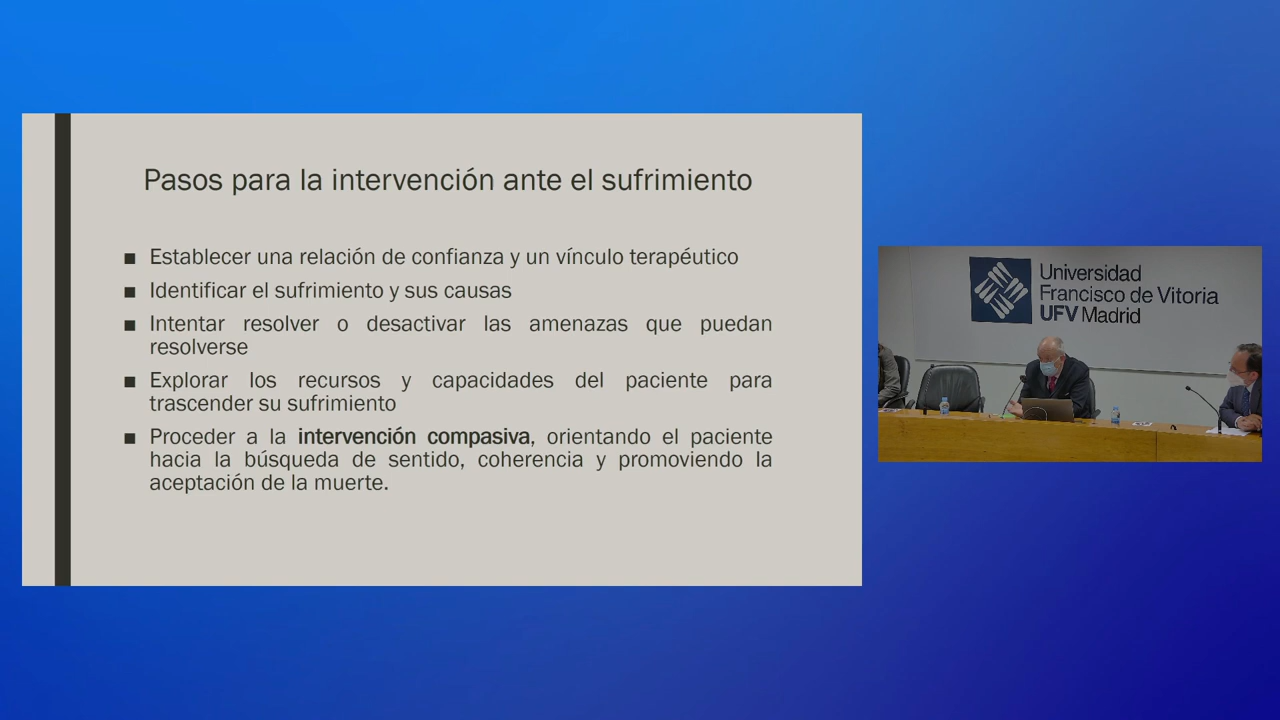 Pasos para la intervención ante el sufrimiento
■ Establecer una relación de confianza y un vínculo terapéutico
■ Identificar el sufrimiento y sus causas
■ Intentar resolver o desactivar las amenazas que puedan
resolverse
■ Explorar los recursos y capacidades del paciente para
trascender su sufrimiento
■ Proceder a la intervención compasiva, orientando el paciente
hacia la búsqueda de sentido, coherencia y promoviendo la
aceptación de la muerte.
Universidad
Francisco de Vitoria
UFV Madrid